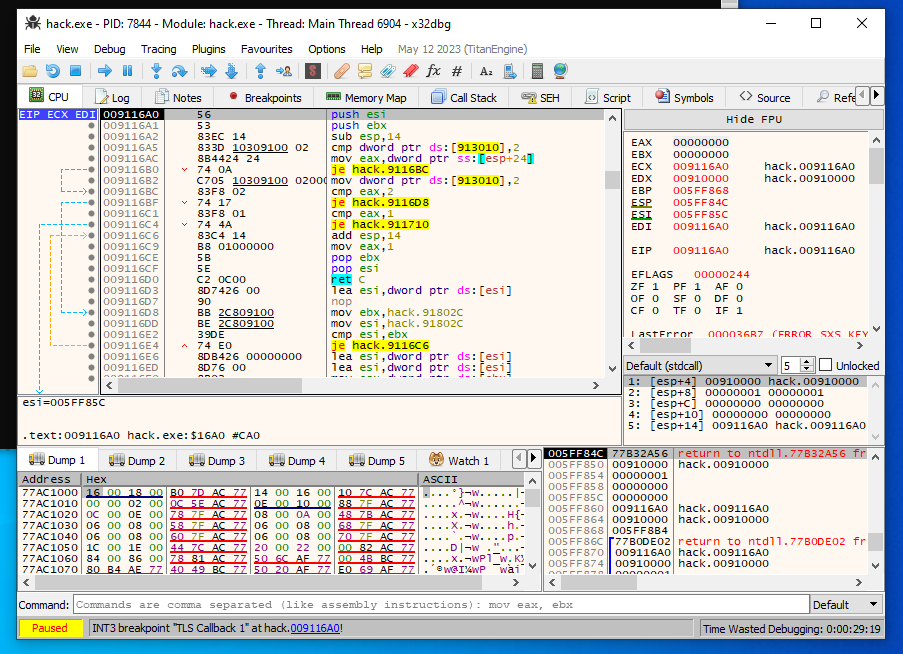 hack.exe - PID: 7844 - Module: hack.exe - Thread: Main Thread 6904 - x32dbg
File View Debug Tracing Plugins Favourites Options Help May 12 2023 (TitanEngine)
CPU Log Notes Breakpoints Memory Map Call Stack SEH Script Symbols Source Refe
EIP ECX EDI
009116A0 56 push esi
009116A1 53 push ebx
009116A2 83EC 14 sub esp,14
009116A5 833D 10309100 02 cmp dword ptr ds:[913010],2
009116AC 8B4424 24 mov eax,dword ptr ss:[esp+24]
009116B0 74 0A je hack.9116BC
009116B2 C705 10309100 02000 mov dword ptr ds:[913010],2
009116BC 83F8 02 cmp eax,2
009116BF 74 17 je hack.9116D8
009116C1 83F8 01 cmp eax,1
009116C4 74 4A je hack.911710
009116C6 83C4 14 add esp,14
009116C9 B8 01000000 mov eax,1
009116CE 5B pop ebx
009116CF 5E pop esi
009116D0 C2 0C00 ret C
009116D3 8D7426 00 lea esi,dword ptr ds:[esi]
009116D7 90 nop
009116D8 BB 2C809100 mov ebx,hack.91802C
009116DD BE 2C809100 mov esi,hack.91802C
009116E2 39DE cmp esi,ebx
009116E4 74 E0 je hack.9116C6
009116E6 8DB426 00000000 lea esi,dword ptr ds:[esi]
009116ED 8D76 00 lea esi,dword ptr ds:[esi]
Hide FPU
EAX 00000000
EBX 00000000
ECX 009116A0 hack.009116A0
EDX 00910000 hack.00910000
EBP 005FF868
ESP 005FF84C
ESI 005FF85C
EDI 009116A0 hack.009116A0
EIP 009116A0 hack.009116A0
EFLAGS 00000244
ZF 1 PF 1 AF 0
OF 0 SF 0 DF 0
CF 0 TF 0 IF 1
LastError 000036B7 (ERROR_SXS_KEY
Default (stdcall) 5 Unlocked
1: [esp+4] 00910000 hack.00910000
2: [esp+8] 00000001 00000001
3: [esp+C] 00000000 00000000
4: [esp+10] 00000000 00000000
5: [esp+14] 009116A0 hack.009116A0
esi=005FF85C
.text:009116A0 hack.exe:$16A0 #CA0
Dump 1 Dump 2 Dump 3 Dump 4 Dump 5 Watch 1
Address Hex ASCII
77AC1000 16 00 18 00 B0 7D AC 77 14 00 16 00 10 7C AC 77
77AC1010 00 00 02 00 0C 5E AC 77 0E 00 10 00 88 7F AC 77
77AC1020 0C 00 0E 00 78 7F AC 77 08 00 0A 00 48 7B AC 77
77AC1030 06 00 08 00 58 7F AC 77 06 00 08 00 68 7F AC 77
77AC1040 06 00 08 00 60 7F AC 77 06 00 08 00 70 7F AC 77
77AC1050 1C 00 1E 00 44 7C AC 77 20 00 22 00 00 82 AC 77
77AC1060 84 00 86 00 78 81 AC 77 50 6C AF 77 00 4B BC 77
77AC1070 80 B4 AE 77 40 49 BC 77 50 20 AF 77 E0 69 AF 77
005FF84C 77B32A56 return to ntdll.77B32A56 fr
005FF850 00910000 hack.00910000
005FF854 00000001
005FF858 00000000
005FF85C 00000000
005FF860 009116A0 hack.009116A0
005FF864 00910000 hack.00910000
005FF868 005FF884
005FF86C 77B0DE02 return to ntdll.77B0DE02 fr
005FF870 009116A0 hack.009116A0
005FF874 00910000 hack.00910000
Command: Commands are comma separated (like assembly instructions): mov eax, ebx Default
Paused INT3 breakpoint "TLS Callback 1" at hack.009116A0! Time Wasted Debugging: 0:00:29:19